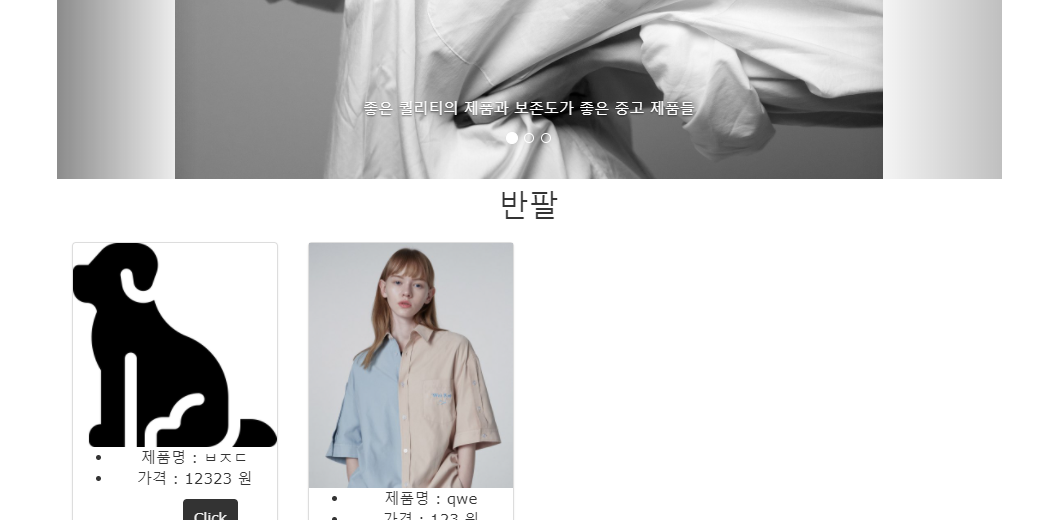 좋은 퀄리티의 제품과 보존도가 좋은 중고 제품들
반팔
제품명 : ㅂㅈㄷ
가격 : 12323 원
Click
제품명 : qwe
가격 : 123 원